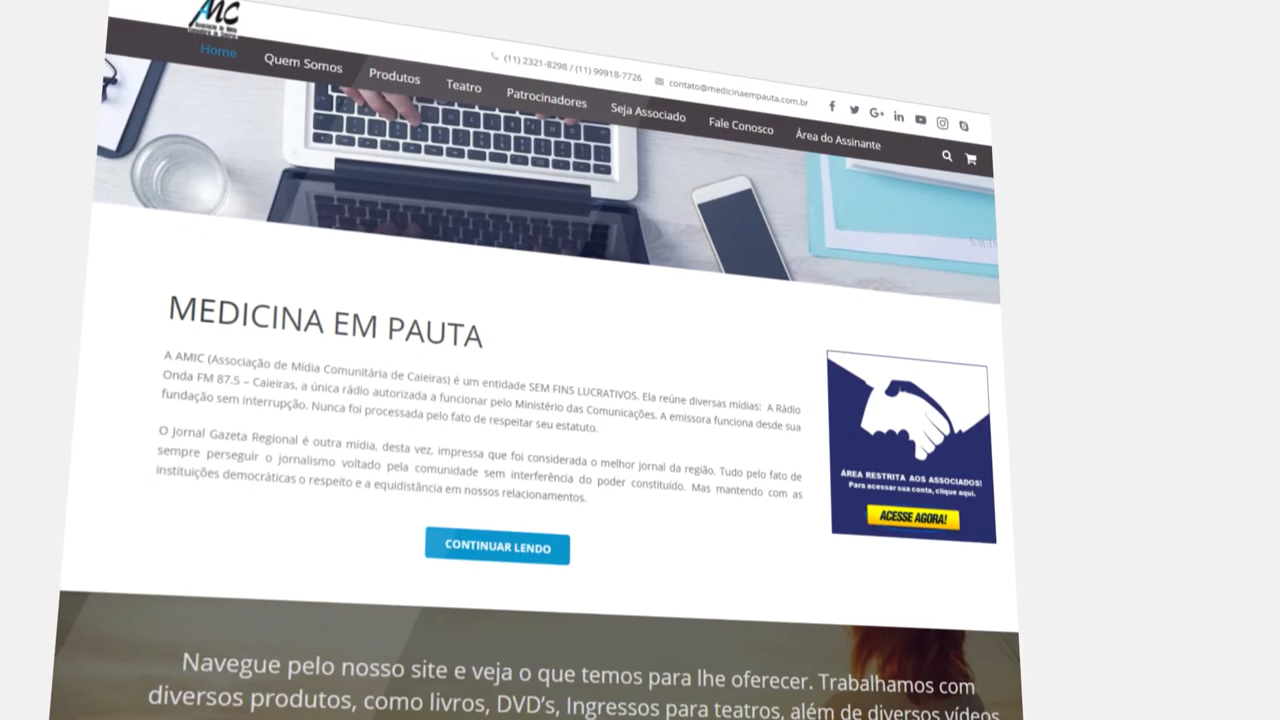 AMC
(11) 2321-8298 / (11) 99918-7726
contato@medicinaempauta.com.br
Home
Quem Somos
Produtos
Teatro
Patrocinadores
Seja Associado
Fale Conosco
Área do Assinante
MEDICINA EM PAUTA
A AMIC (Associação de Mídia Comunitária de Caieiras) é um entidade SEM FINS LUCRATIVOS. Ela reúne diversas mídias: A Rádio
Onda FM 87.5 – Caieiras, a única rádio autorizada a funcionar pelo Ministério das Comunicações. A emissora funciona desde sua
fundação sem interrupção. Nunca foi processada pelo fato de respeitar seu estatuto.
O Jornal Gazeta Regional é outra mídia, desta vez, impressa que foi considerada o melhor jornal da região. Tudo pelo fato de
sempre perseguir o jornalismo voltado pela comunidade sem interferência do poder constituído. Mas mantendo com as
instituições democráticas o respeito e a equidistância em nossos relacionamentos.
CONTINUAR LENDO
ÁREA RESTRITA AOS ASSOCIADOS!
Para acessar sua conta, clique aqui.
ACESSE AGORA!
Navegue pelo nosso site e veja o que temos para lhe oferecer. Trabalhamos com
diversos produtos, como livros, DVD's, Ingressos para teatros, além de diversos vídeos